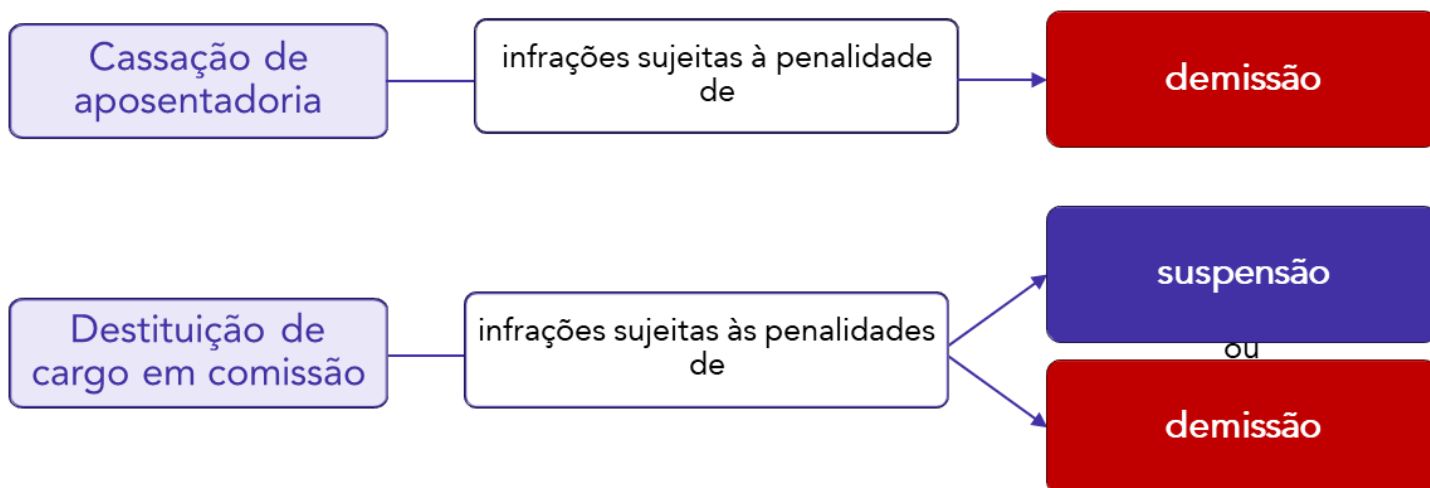 Cassação de
aposentadoria
infrações sujeitas à penalidade
de
demissão
Destituição de
cargo em comissão
infrações sujeitas às penalidades
de
suspensão
ou
demissão